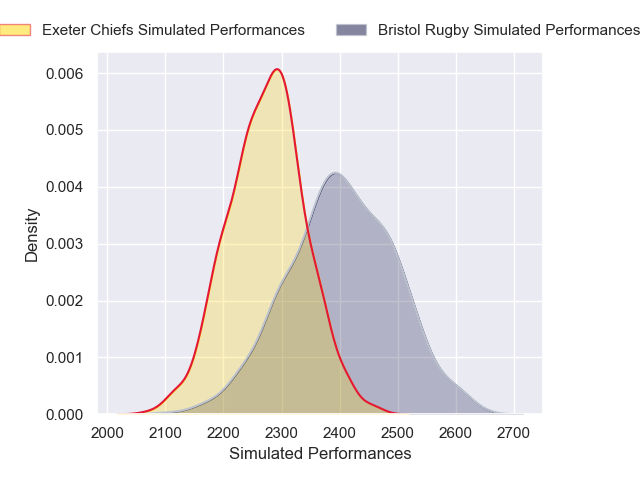 Exeter Chiefs Simulated Performances
Bristol Rugby Simulated Performances
0.006
0.005
0.004
0.003
0.002
0.001
0.000
Density
2000 2100 2200 2300 2400 2500 2600 2700
Simulated Performances